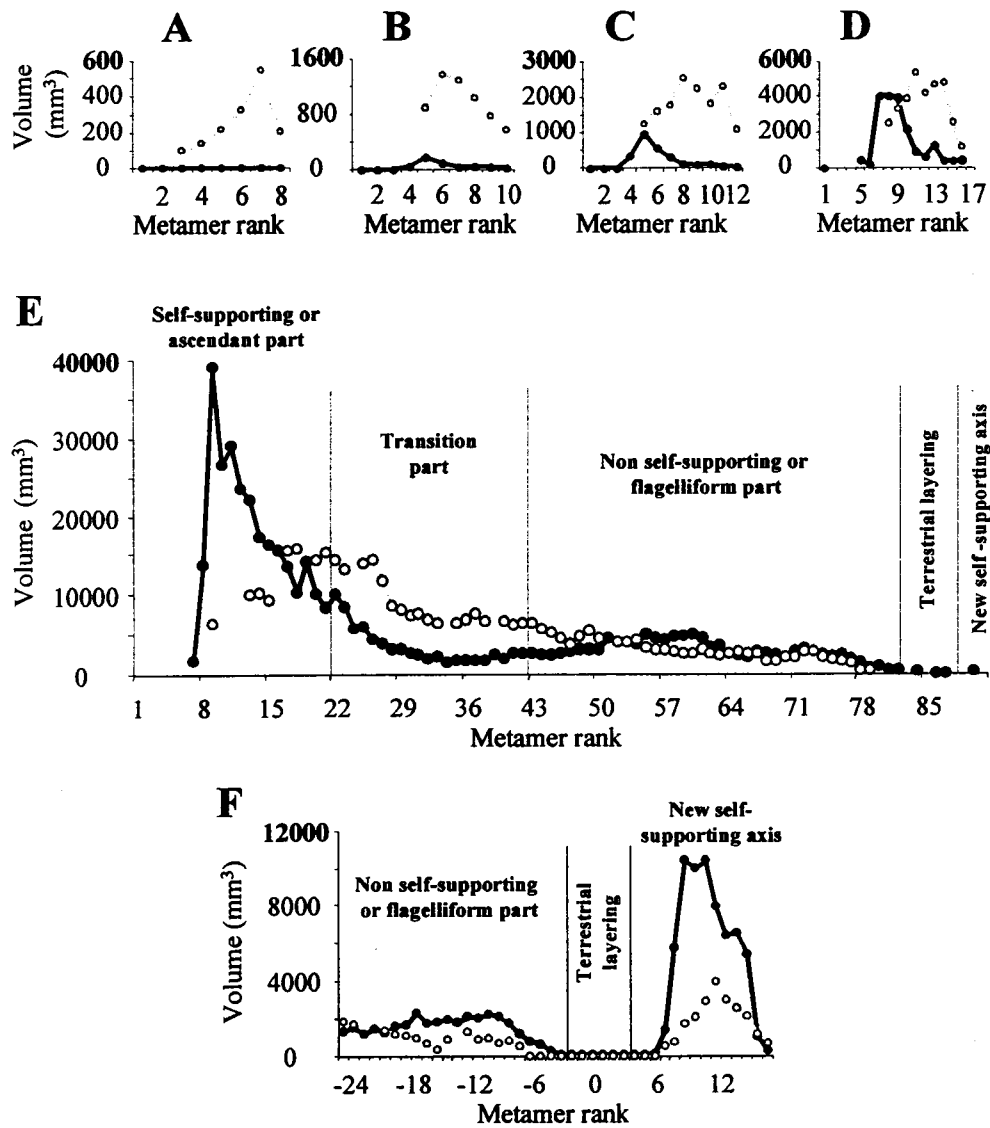 A
B
C
D
Volume
(mm³)
600
400
200
0
2 4 6 8
Metamer rank
1600
800
0
2 4 6 8 10
Metamer rank
3000
2000
1000
0
2 4 6 8 10 12
Metamer rank
6000
4000
2000
0
1 5 9 13 17
Metamer rank
E
Self-supporting or
ascendant part
Transition
part
Non self-supporting or
flagelliform part
Terrestrial layering
New self-supporting axis
Volume (mm³)
40000
30000
20000
10000
0
1 8 15 22 29 36 43 50 57 64 71 78 85
Metamer rank
F
New self-
supporting axis
Non self-supporting
or flagelliform part
Terrestrial
layering
Volume (mm³)
12000
8000
4000
0
-24 -18 -12 -6 0 6 12
Metamer rank